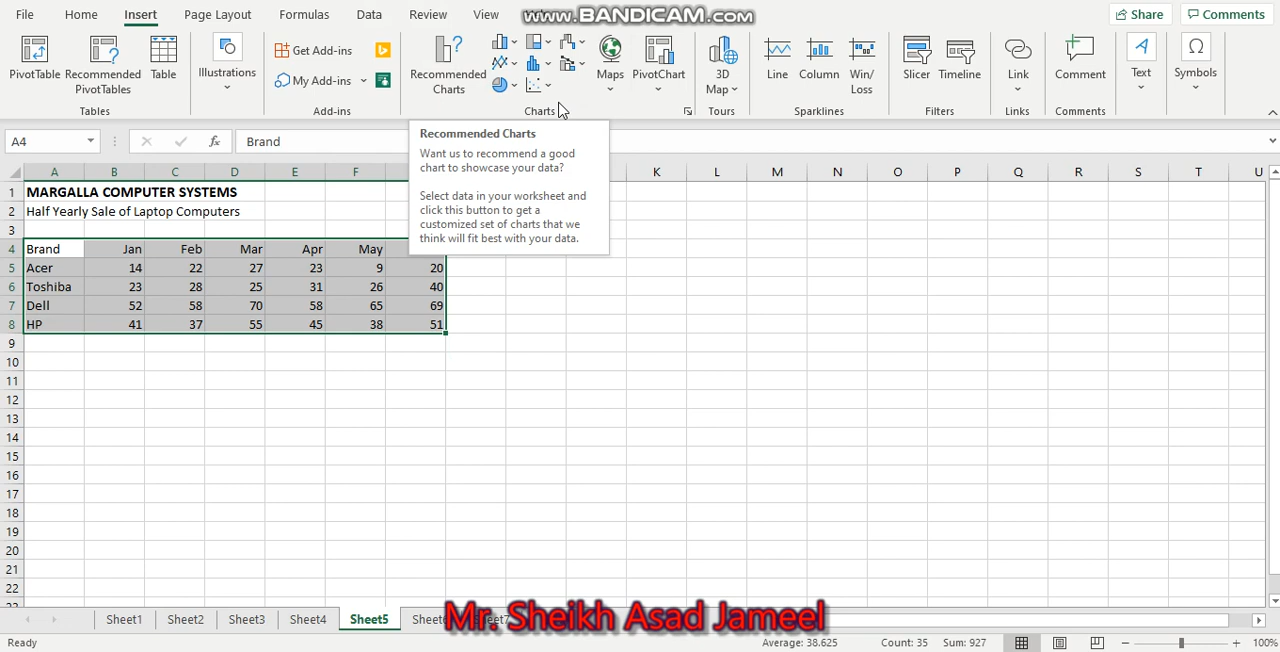 File Home Insert Page Layout Formulas Data Review View www.BANDICAM.com Share Comments
PivotTable Recommended PivotTables Table Illustrations Get Add-ins My Add-ins Recommended Charts Maps PivotChart 3D Map Line Column Win/Loss Slicer Timeline Link Comment Text Symbols
Tables Add-ins Charts Tours Sparklines Filters Links Comments
A4 fx Brand
Recommended Charts
Want us to recommend a good
chart to showcase your data?
Select data in your worksheet and
click this button to get a
customized set of charts that we
think will fit best with your data.
A B C D E F K L M N O P Q R S T U
1 MARGALLA COMPUTER SYSTEMS
2 Half Yearly Sale of Laptop Computers
3
4 Brand Jan Feb Mar Apr May
5 Acer 14 22 27 23 9 20
6 Toshiba 23 28 25 31 26 40
7 Dell 52 58 70 58 65 69
8 HP 41 37 55 45 38 51
9
10
11
12
13
14
15
16
17
18
19
20
21
22
Sheet1 Sheet2 Sheet3 Sheet4 Sheet5
Mr. Sheikh Asad Jameel
Ready Average: 38.625 Count: 35 Sum: 927 100%